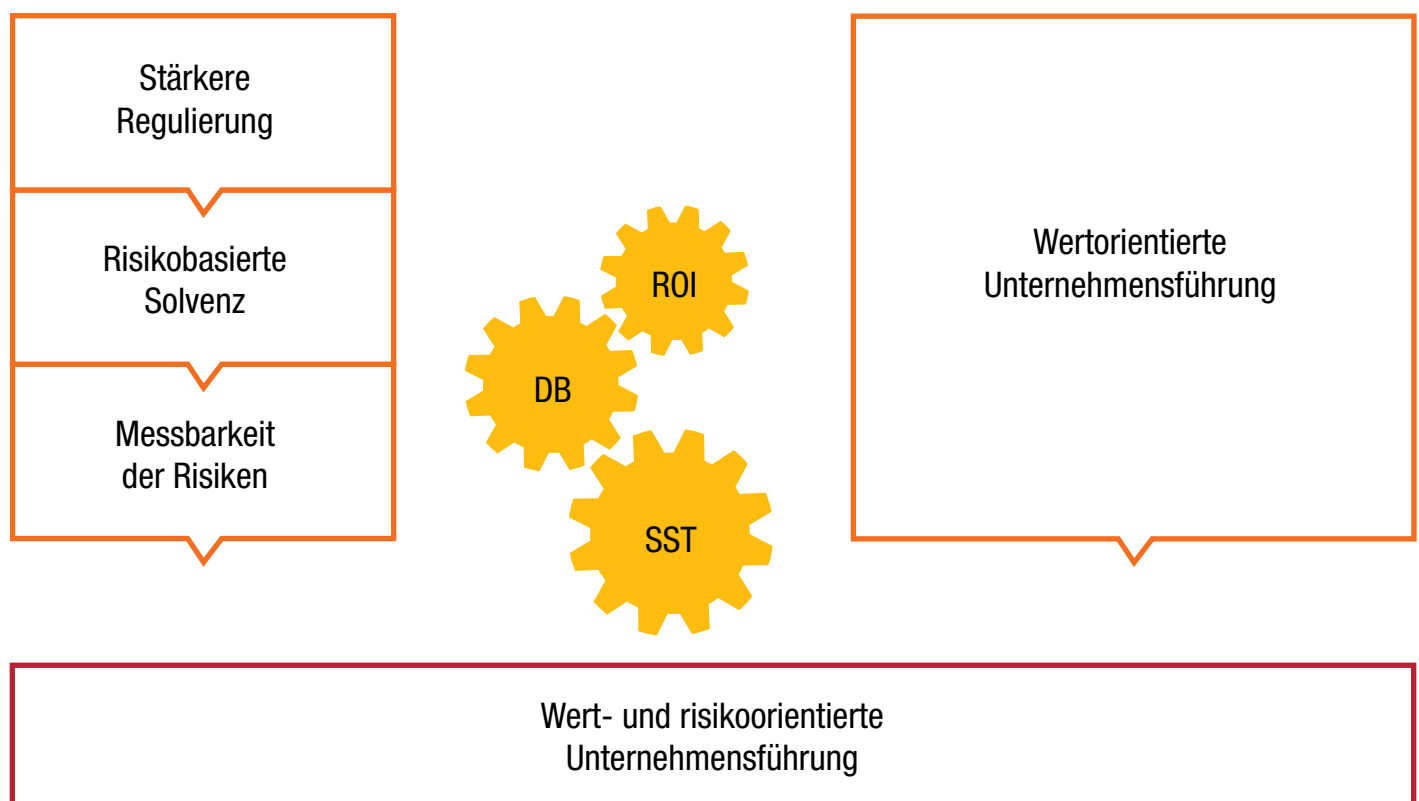 Stärkere
Regulierung
Risikobasierte
Solvenz
Messbarkeit
der Risiken
ROI
DB
SST
Wertorientierte
Unternehmensführung
Wert- und risikoorientierte
Unternehmensführung